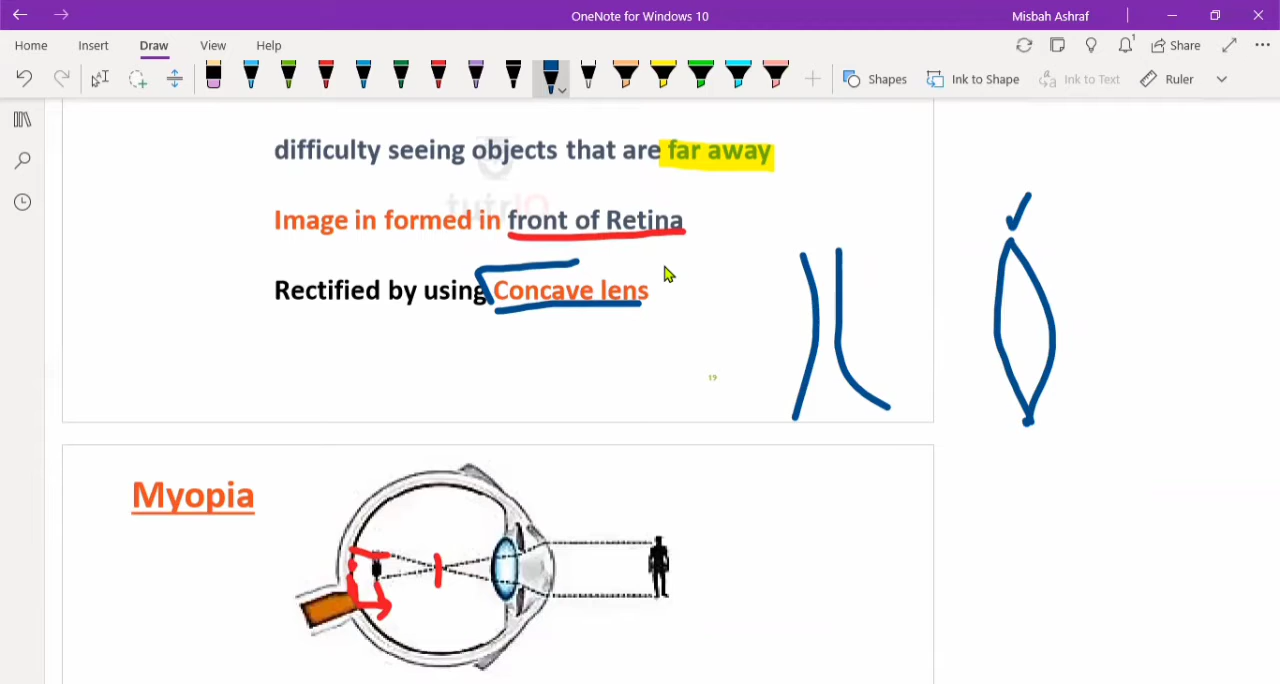 OneNote for Windows 10
Misbah Ashraf
Home Insert Draw View Help
Share
Shapes Ink to Shape Ink to Text Ruler
difficulty seeing objects that are far away
tutrIO
Image in formed in front of Retina
Rectified by using Concave lens
19
Myopia